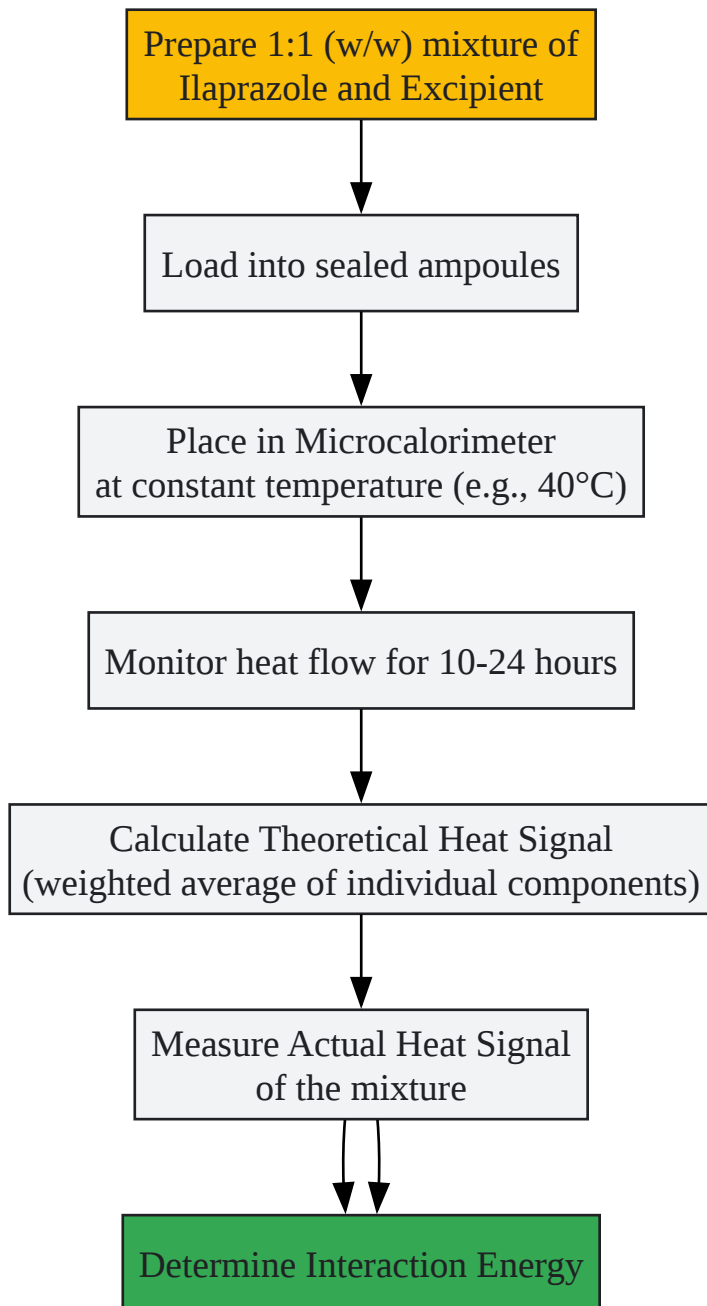 Prepare 1:1 (w/w) mixture of
Ilaprazole and Excipient
Load into sealed ampoules
Place in Microcalorimeter
at constant temperature (e.g., 40°C)
Monitor heat flow for 10-24 hours
Calculate Theoretical Heat Signal
(weighted average of individual components)
Measure Actual Heat Signal
of the mixture
Determine Interaction Energy